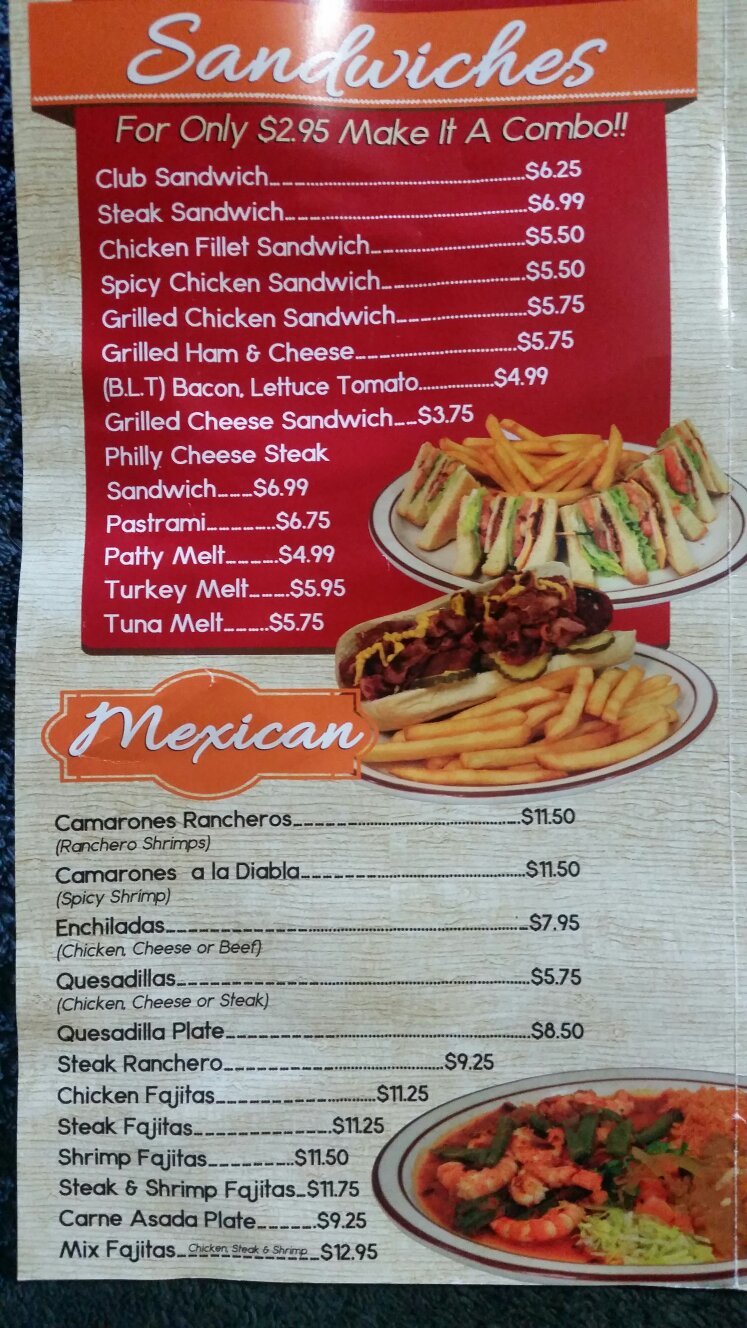 Sandwiches
For Only $2.95 Make It A Combo!!
Club Sandwich $6.25
Steak Sandwich $6.99
Chicken Fillet Sandwich $5.50
Spicy Chicken Sandwich $5.50
Grilled Chicken Sandwich $5.75
Grilled Ham & Cheese $5.75
(B.L.T) Bacon, Lettuce Tomato $4.99
Grilled Cheese Sandwich $3.75
Philly Cheese Steak
Sandwich $6.99
Pastrami $6.75
Patty Melt $4.99
Turkey Melt $5.95
Tuna Melt $5.75
Mexican
Camarones Rancheros $11.50
(Ranchero Shrimps)
Camarones a la Diabla $11.50
(Spicy Shrimp)
Enchiladas $7.95
(Chicken, Cheese or Beef)
Quesadillas $5.75
(Chicken, Cheese or Steak)
Quesadilla Plate $8.50
Steak Ranchero $9.25
Chicken Fajitas $11.25
Steak Fajitas $11.25
Shrimp Fajitas $11.50
Steak & Shrimp Fajitas $11.75
Carne Asada Plate $9.25
Mix Fajitas Chicken, Steak & Shrimp $12.95